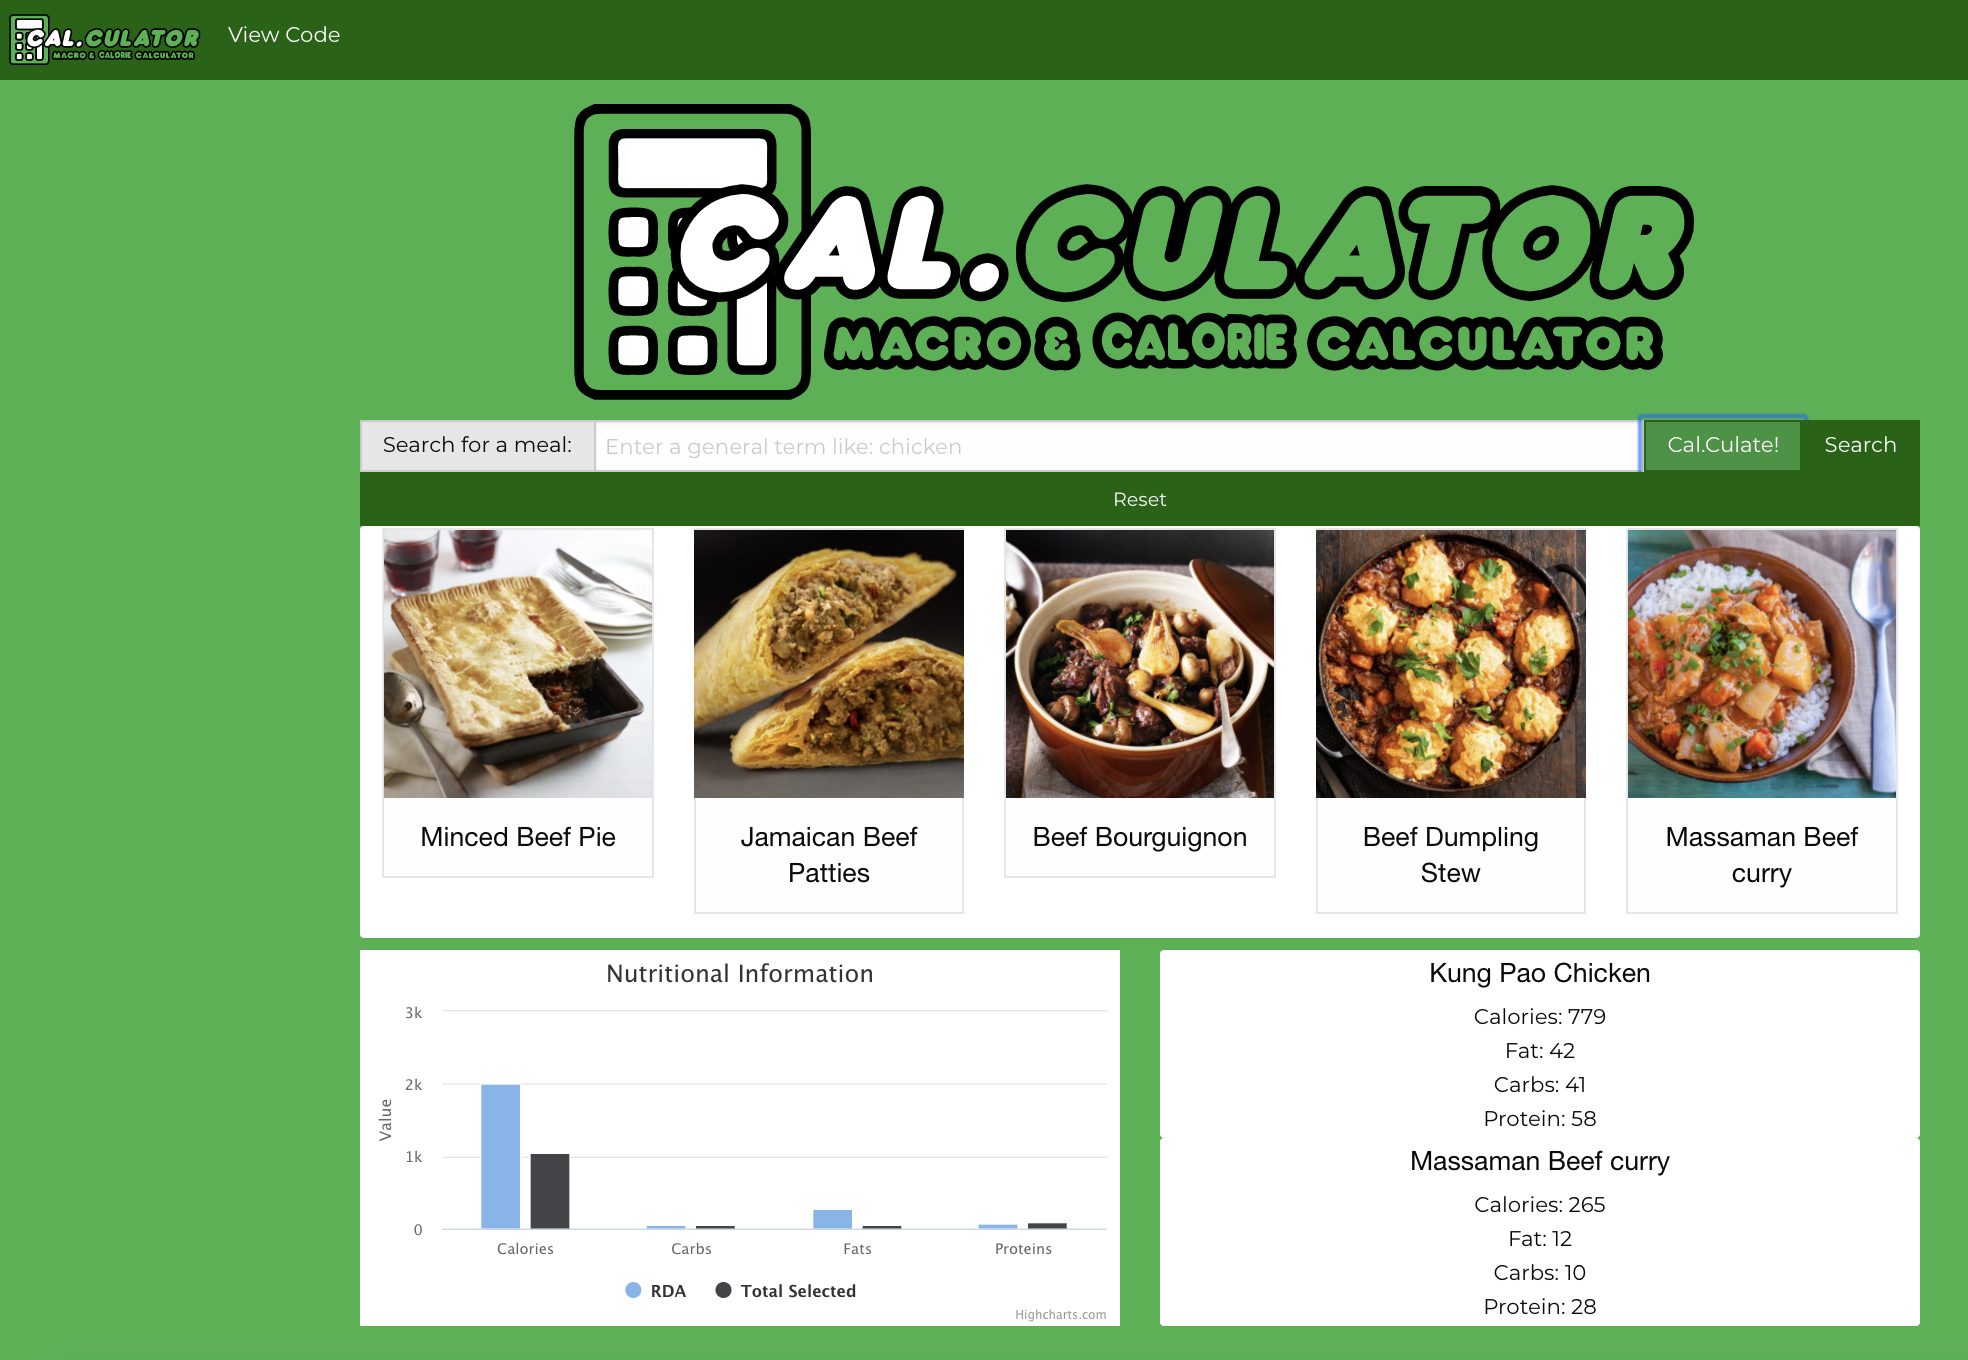 CAL.CULATOR
MACRO & CALORIE CALCULATOR
View Code
CAL.CULATOR
MACRO & CALORIE CALCULATOR
Search for a meal:
Enter a general term like: chicken
Cal.Culate!
Search
Reset
Minced Beef Pie
Jamaican Beef
Patties
Beef Bourguignon
Beef Dumpling
Stew
Massaman Beef
curry
Nutritional Information
3k
2k
1k
0
Value
Calories
Carbs
Fats
Proteins
RDA
Total Selected
Highcharts.com
Kung Pao Chicken
Calories: 779
Fat: 42
Carbs: 41
Protein: 58
Massaman Beef curry
Calories: 265
Fat: 12
Carbs: 10
Protein: 28